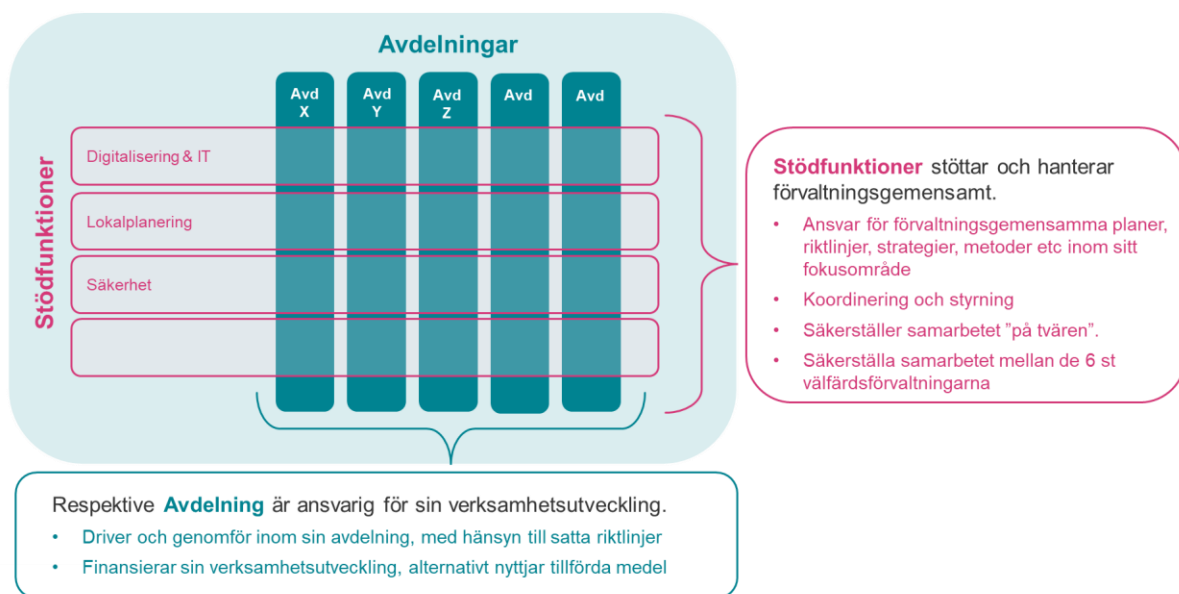 Avdelningar
Avd
X
Avd
Y
Avd
Z
Avd
Avd
Stödfunktioner
Digitalisering & IT
Lokalplanering
Säkerhet
Stödfunktioner stöttar och hanterar
förvaltningsgemensamt.
• Ansvar för förvaltningsgemensamma planer,
riktlinjer, strategier, metoder etc inom sitt
fokusområde
• Koordinering och styrning
• Säkerställer samarbetet ”på tvären”.
• Säkerställa samarbetet mellan de 6 st
välfärdsförvaltningarna
Respektive Avdelning är ansvarig för sin verksamhetsutveckling.
• Driver och genomför inom sin avdelning, med hänsyn till satta riktlinjer
• Finansierar sin verksamhetsutveckling, alternativt nyttjar tillförda medel